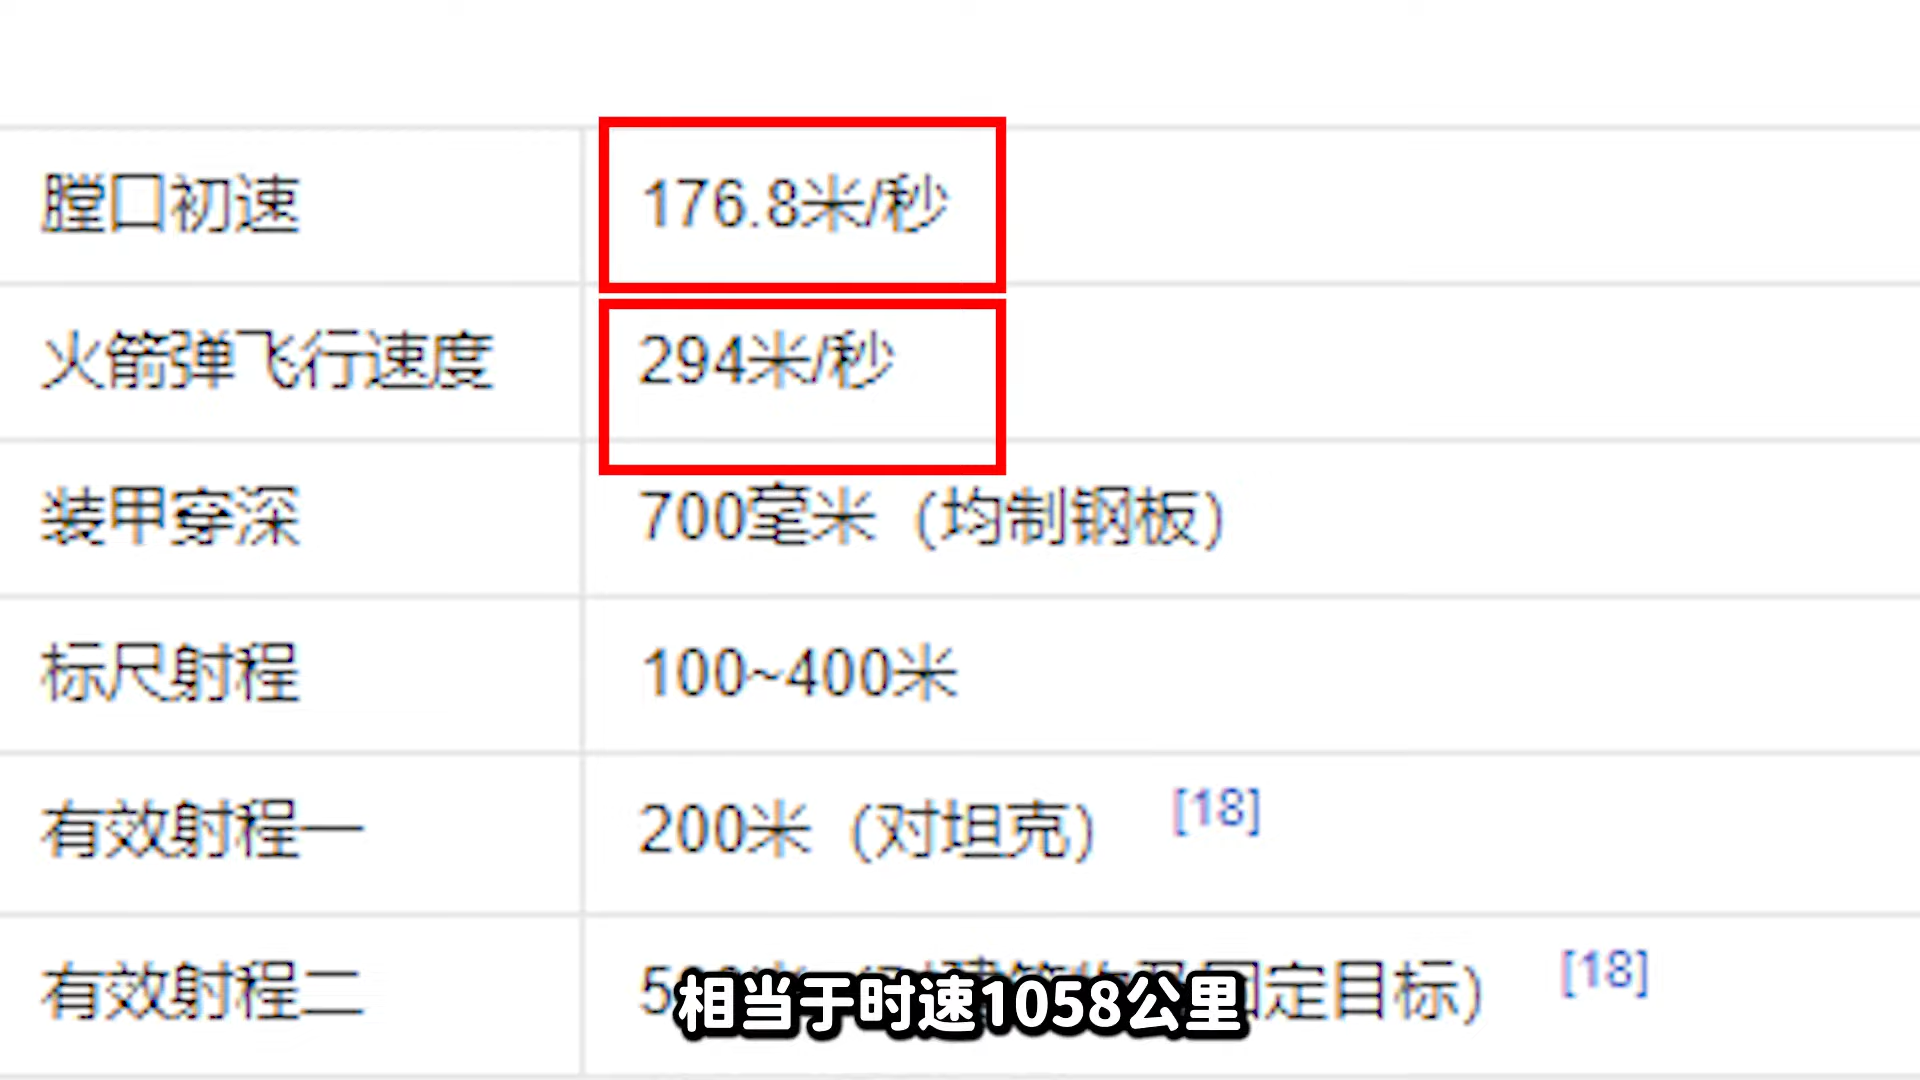 膛口初速 176.8米/秒
火箭弹飞行速度 294米/秒
装甲穿深 700毫米（均制钢板）
标尺射程 100~400米
有效射程一 200米（对坦克） [18]
有效射程二 5 固定目标） [18]
相当于时速1058公里